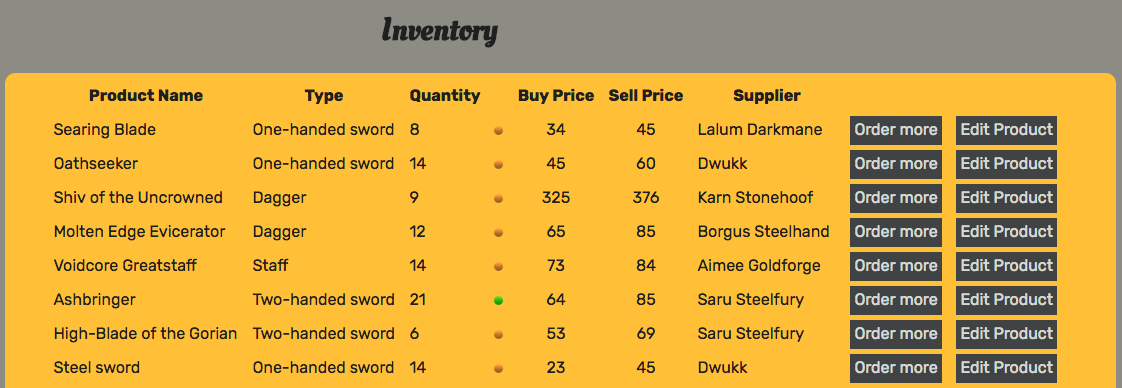 Inventory
Product Name Type Quantity Buy Price Sell Price Supplier
Searing Blade One-handed sword 8 34 45 Lalum Darkmane Order more Edit Product
Oathseeker One-handed sword 14 45 60 Dwukk Order more Edit Product
Shiv of the Uncrowned Dagger 9 325 376 Karn Stonehoof Order more Edit Product
Molten Edge Evicerator Dagger 12 65 85 Borgus Steelhand Order more Edit Product
Voidcore Greatstaff Staff 14 73 84 Aimee Goldforge Order more Edit Product
Ashbringer Two-handed sword 21 64 85 Saru Steelfury Order more Edit Product
High-Blade of the Gorian Two-handed sword 6 53 69 Saru Steelfury Order more Edit Product
Steel sword One-handed sword 14 23 45 Dwukk Order more Edit Product